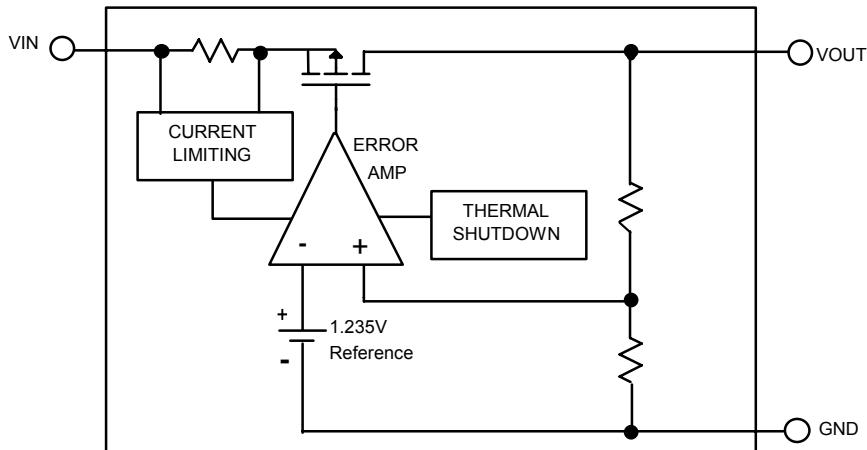 VIN
VOUT
CURRENT
LIMITING
ERROR
AMP
THERMAL
SHUTDOWN
- +
+
1.235V
Reference
-
GND